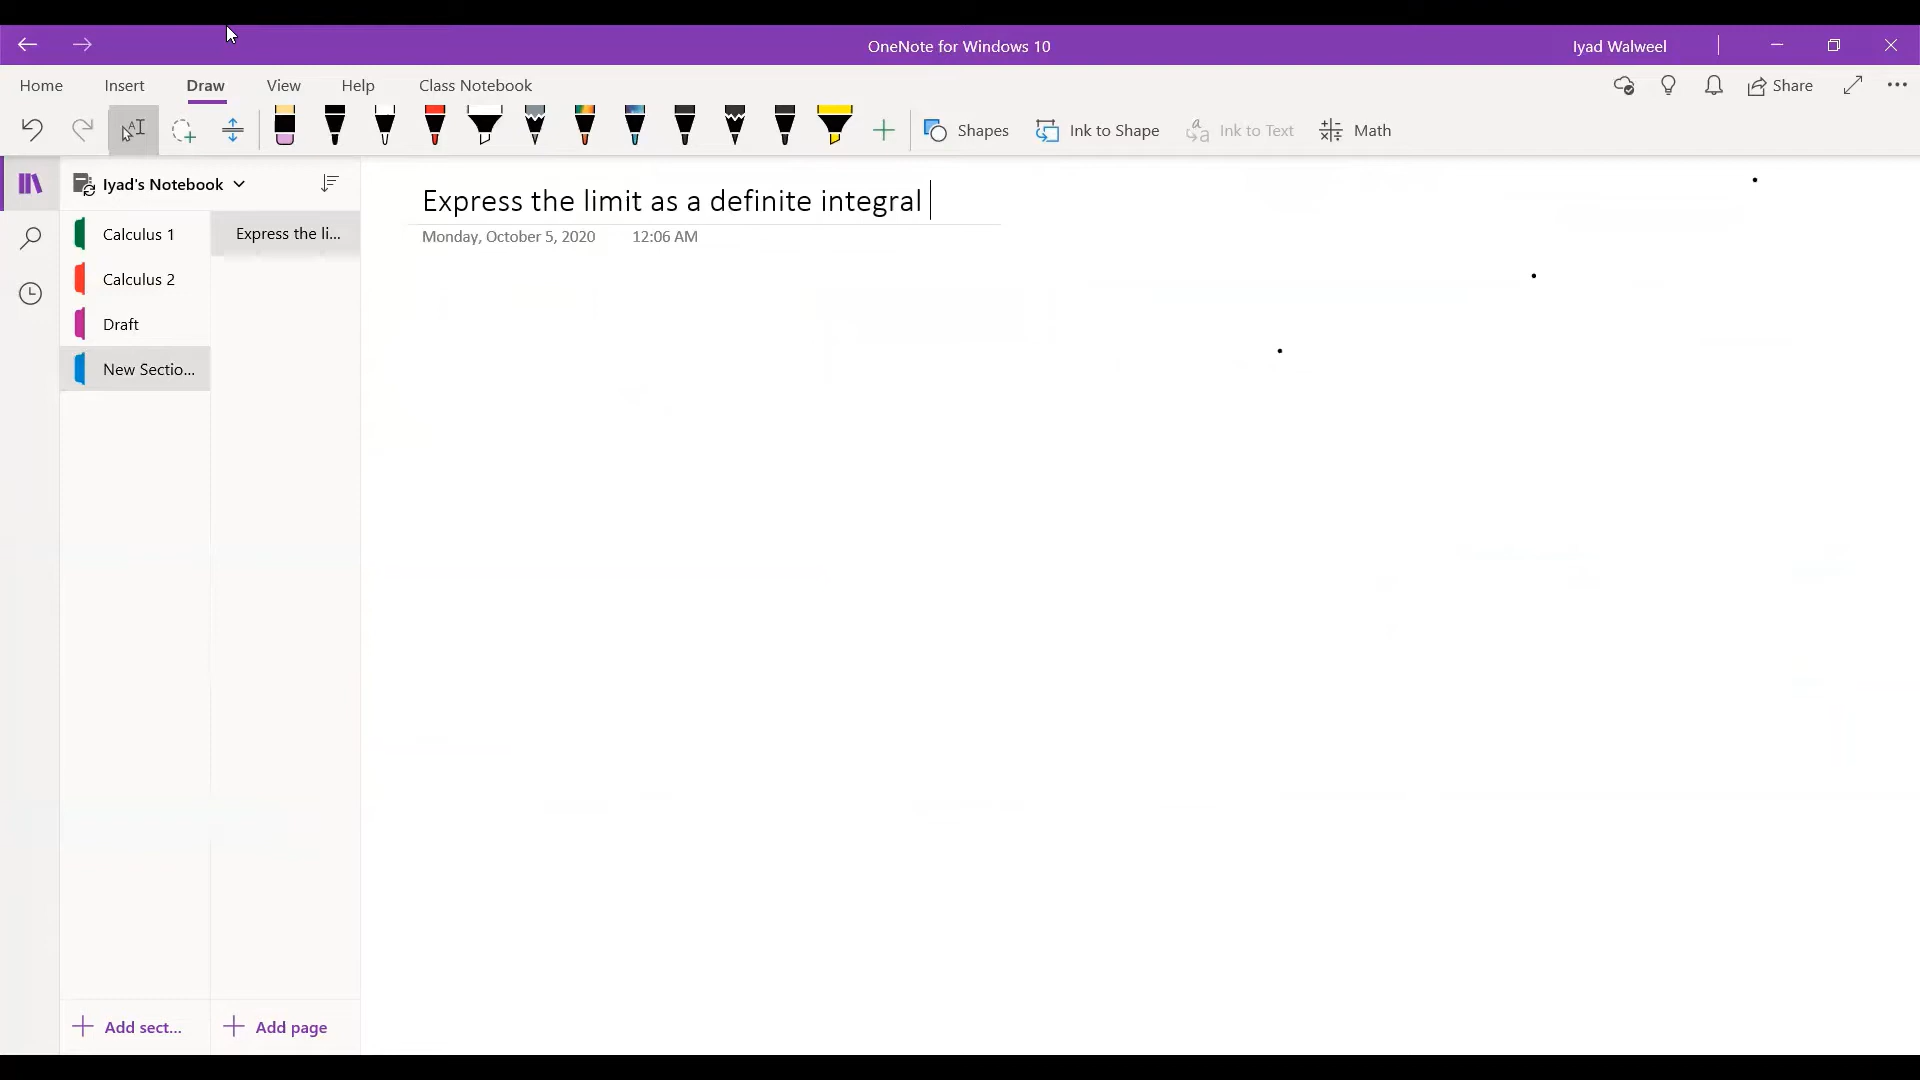 OneNote for Windows 10
Iyad Walweel
Home Insert Draw View Help Class Notebook
Share
Shapes Ink to Shape Ink to Text Math
Iyad's Notebook
Calculus 1
Calculus 2
Draft
New Sectio...
Express the li...
Express the limit as a definite integral
Monday, October 5, 2020 12:06 AM
Add sect...
Add page